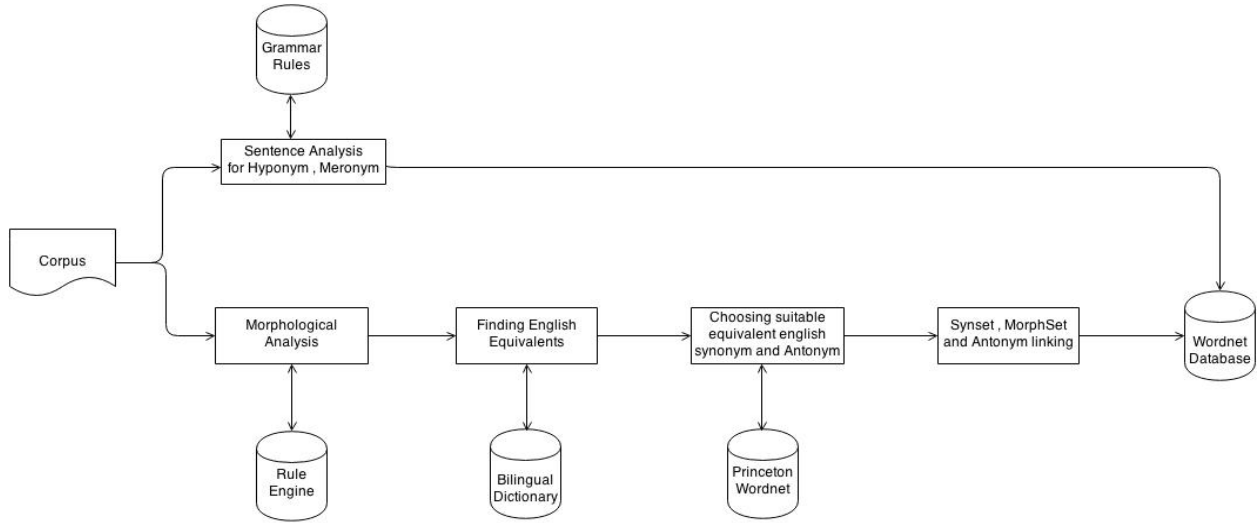 Grammar
Rules
Sentence Analysis
for Hyponym , Meronym
Corpus
Morphological
Analysis
Finding English
Equivalents
Choosing suitable
equivalent english
synonym and Antonym
Synset , MorphSet
and Antonym linking
Wordnet
Database
Rule
Engine
Bilingual
Dictionary
Princeton
Wordnet